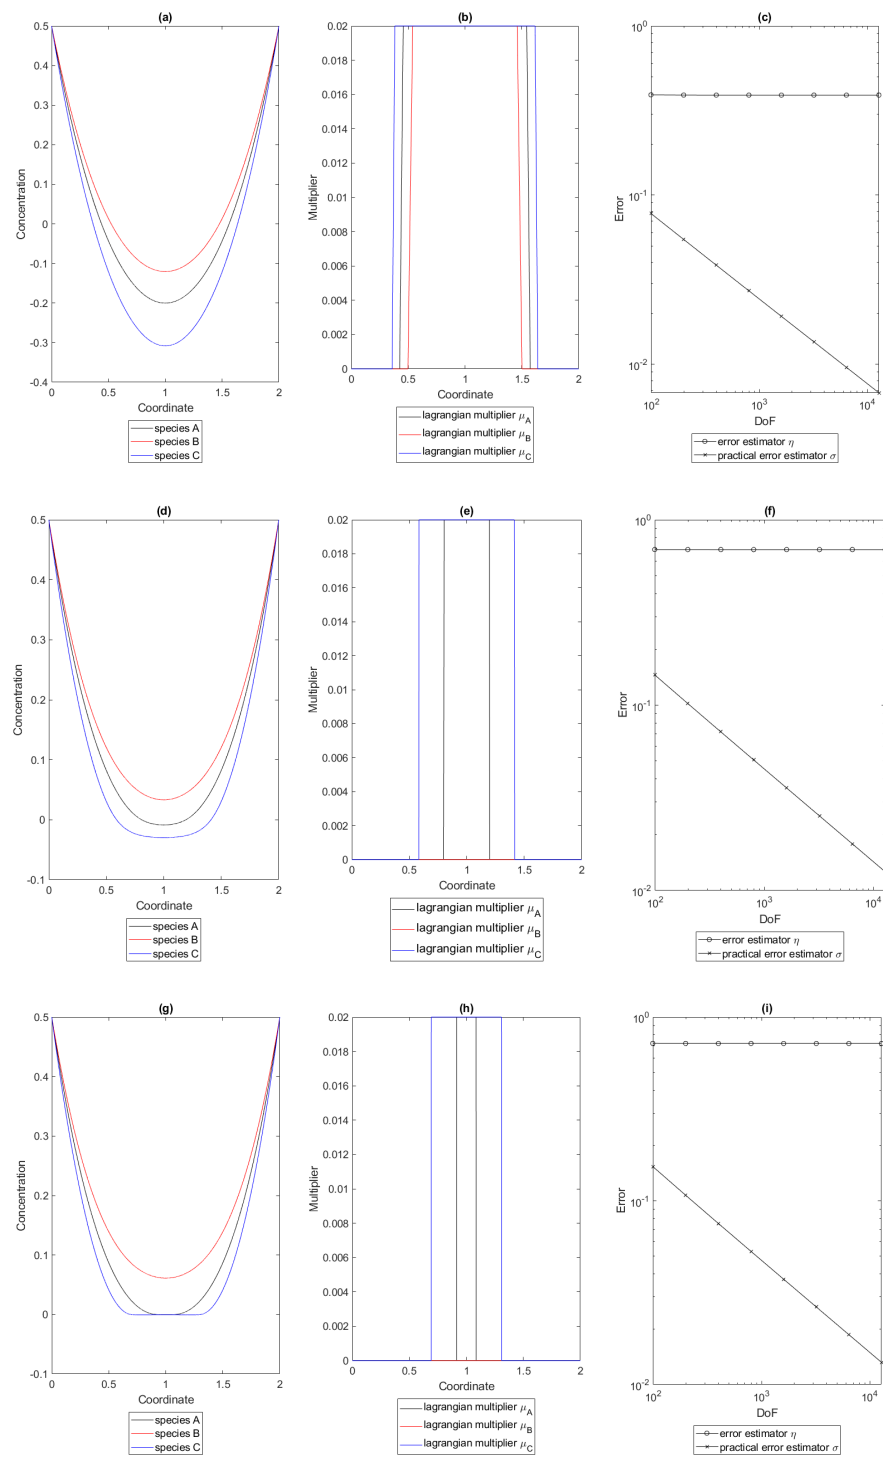 (a)
0.5
0.4
0.3
0.2
0.1
0
-0.1
-0.2
-0.3
-0.4
Concentration
0 0.5 1 1.5 2
Coordinate
species A
species B
species C
(b)
0.02
0.018
0.016
0.014
0.012
0.01
0.008
0.006
0.004
0.002
0
Multiplier
0 0.5 1 1.5 2
Coordinate
lagrangian multiplier μ_A
lagrangian multiplier μ_B
lagrangian multiplier μ_C
(c)
10^0
10^-1
10^-2
Error
10^2 10^3 10^4
DoF
error estimator η
practical error estimator σ
(d)
0.5
0.4
0.3
0.2
0.1
0
-0.1
Concentration
0 0.5 1 1.5 2
Coordinate
species A
species B
species C
(e)
0.02
0.018
0.016
0.014
0.012
0.01
0.008
0.006
0.004
0.002
0
Multiplier
0 0.5 1 1.5 2
Coordinate
lagrangian multiplier μ_A
lagrangian multiplier μ_B
lagrangian multiplier μ_C
(f)
10^0
10^-1
10^-2
Error
10^2 10^3 10^4
DoF
error estimator η
practical error estimator σ
(g)
0.5
0.4
0.3
0.2
0.1
0
-0.1
Concentration
0 0.5 1 1.5 2
Coordinate
species A
species B
species C
(h)
0.02
0.018
0.016
0.014
0.012
0.01
0.008
0.006
0.004
0.002
0
Multiplier
0 0.5 1 1.5 2
Coordinate
lagrangian multiplier μ_A
lagrangian multiplier μ_B
lagrangian multiplier μ_C
(i)
10^0
10^-1
10^-2
Error
10^2 10^3 10^4
DoF
error estimator η
practical error estimator σ